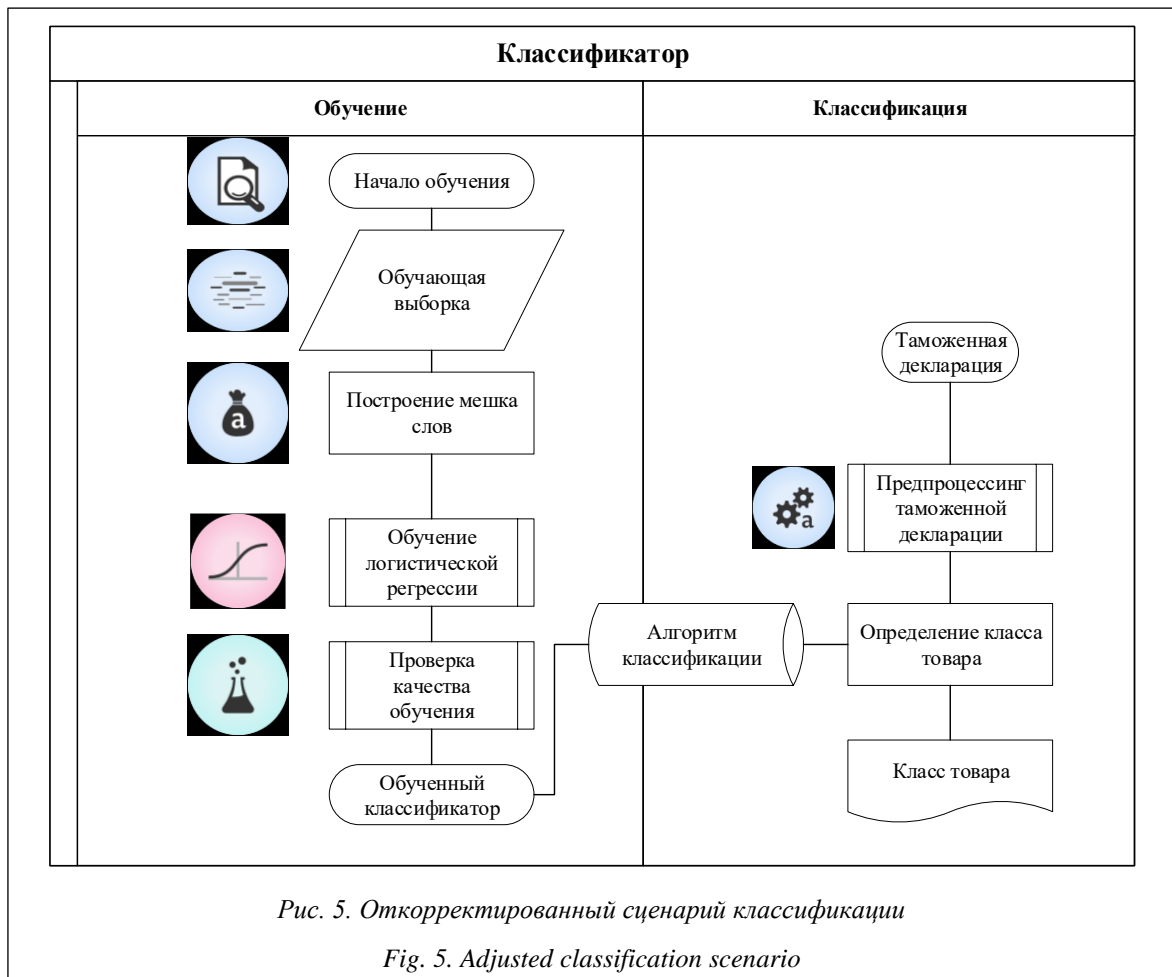 Классификатор
Обучение
Классификация
Начало обучения
Обучающая
выборка
Построение мешка
слов
a
Обучение
логистической
регрессии
Проверка
качества
обучения
Обученный
классификатор
Алгоритм
классификации
Таможенная
декларация
Предпроцессинг
таможенной
декларации
a
Определение класса
товара
Класс товара
Рис. 5. Откорректированный сценарий классификации
Fig. 5. Adjusted classification scenario